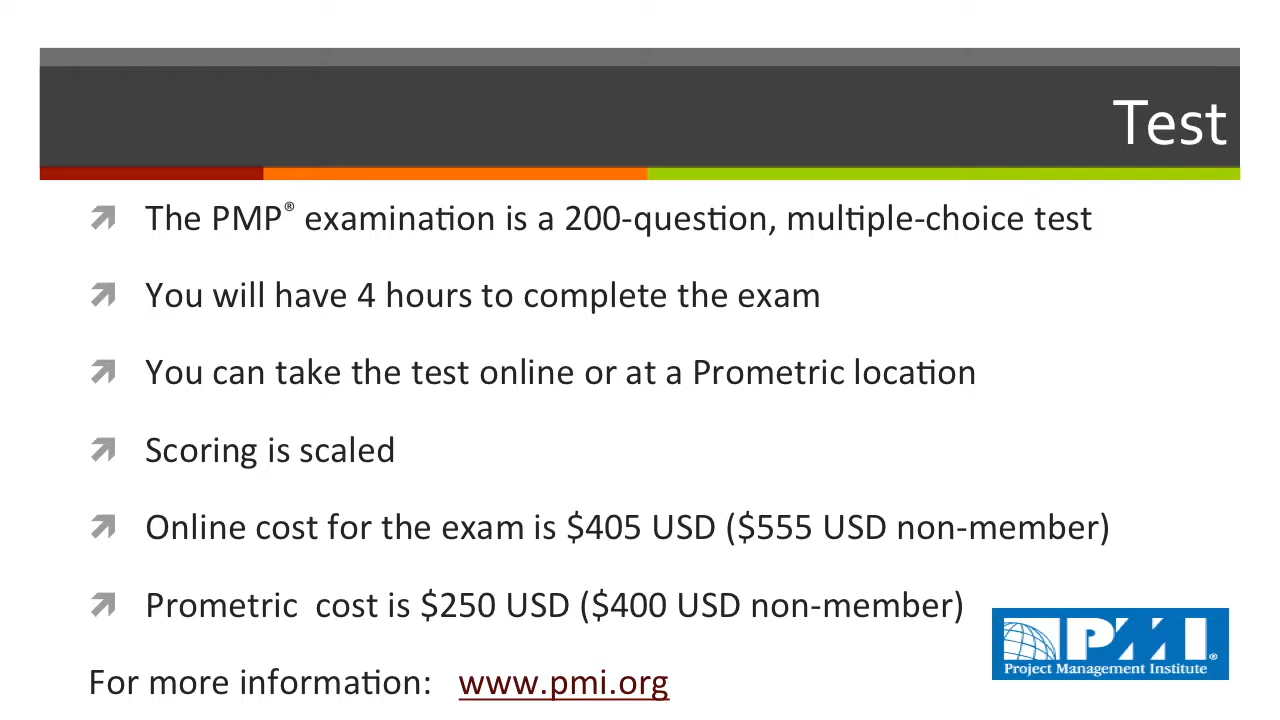 Test
The PMP® examination is a 200-question, multiple-choice test
You will have 4 hours to complete the exam
You can take the test online or at a Prometric location
Scoring is scaled
Online cost for the exam is $405 USD ($555 USD non-member)
Prometric  cost is $250 USD ($400 USD non-member)
PMI®
Project Management Institute
For more information:   www.pmi.org